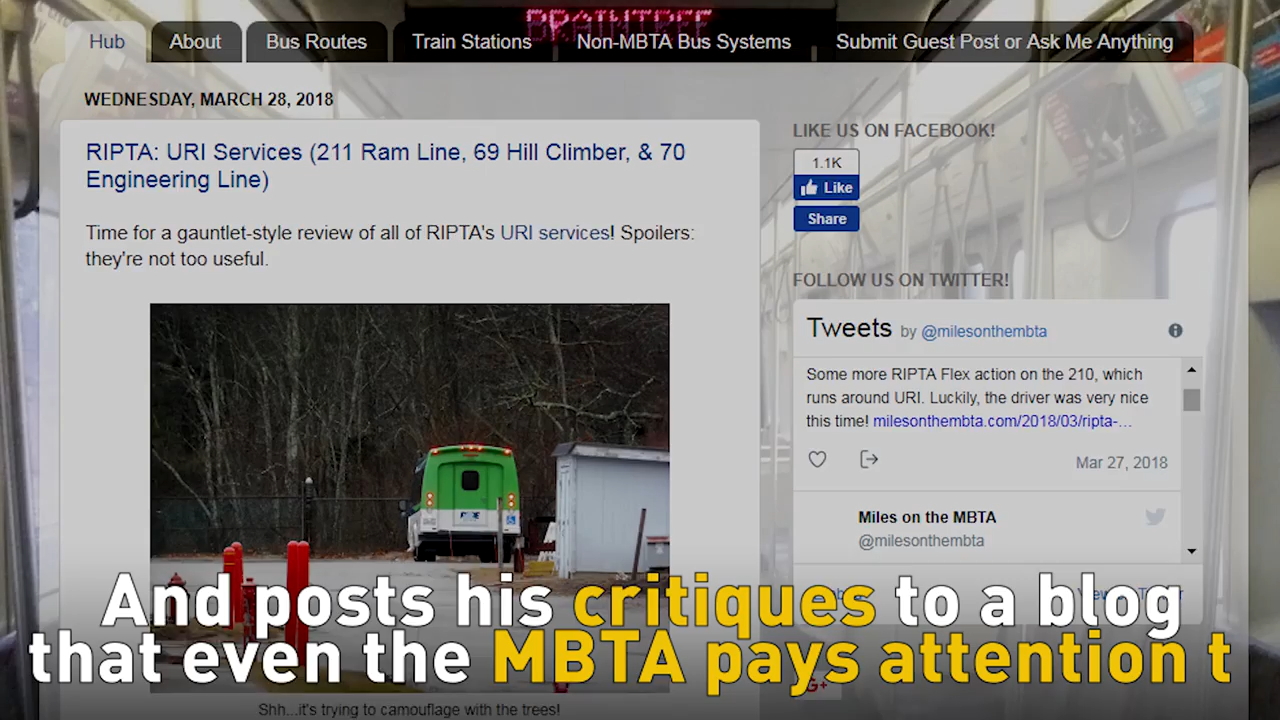 BRAINTREE
Hub About Bus Routes Train Stations Non-MBTA Bus Systems Submit Guest Post or Ask Me Anything
WEDNESDAY, MARCH 28, 2018
RIPTA: URI Services (211 Ram Line, 69 Hill Climber, & 70
Engineering Line)
Time for a gauntlet-style review of all of RIPTA's URI services! Spoilers:
they're not too useful.
LIKE US ON FACEBOOK!
1.1K
Like
Share
FOLLOW US ON TWITTER!
Tweets by @milesonthembta
Some more RIPTA Flex action on the 210, which
runs around URI. Luckily, the driver was very nice
this time! milesonthembta.com/2018/03/ripta-…
Mar 27, 2018
Miles on the MBTA
@milesonthembta
And posts his critiques to a blog
that even the MBTA pays attention t
G+
Shh...it's trying to camouflage with the trees!